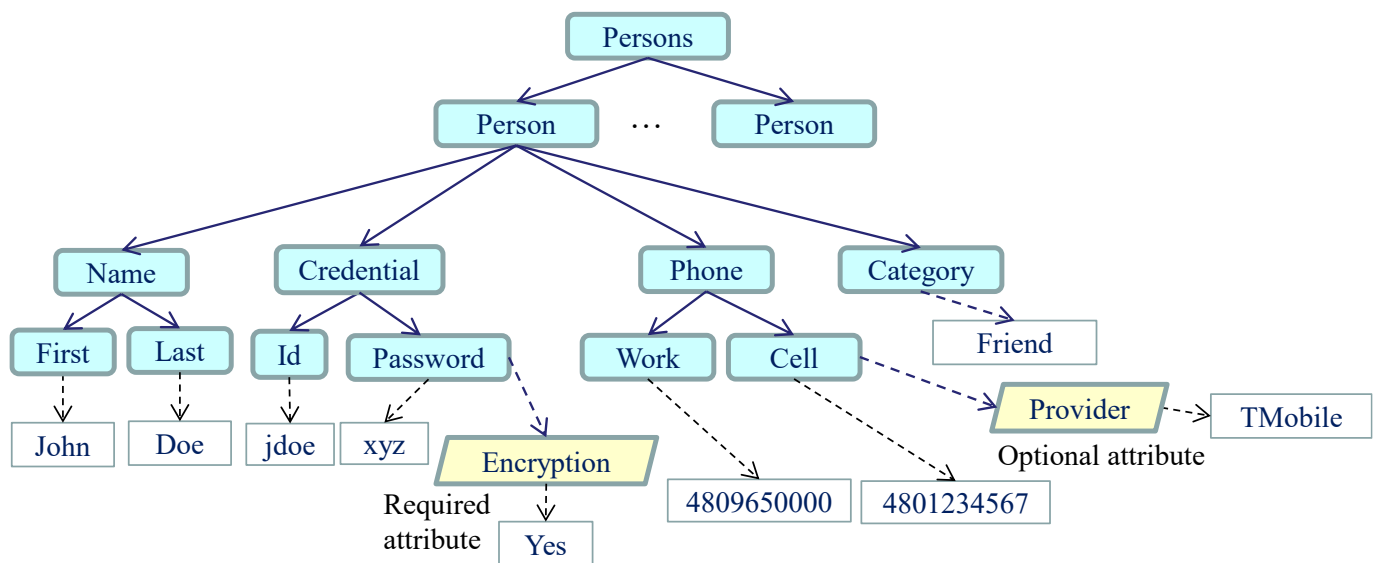 Persons
Person
...
Person
Name
Credential
Phone
Category
First
Last
Id
Password
Work
Cell
Friend
John
Doe
jdoe
xyz
Encryption
Provider
TMobile
Optional attribute
Required
attribute
4809650000
4801234567
Yes